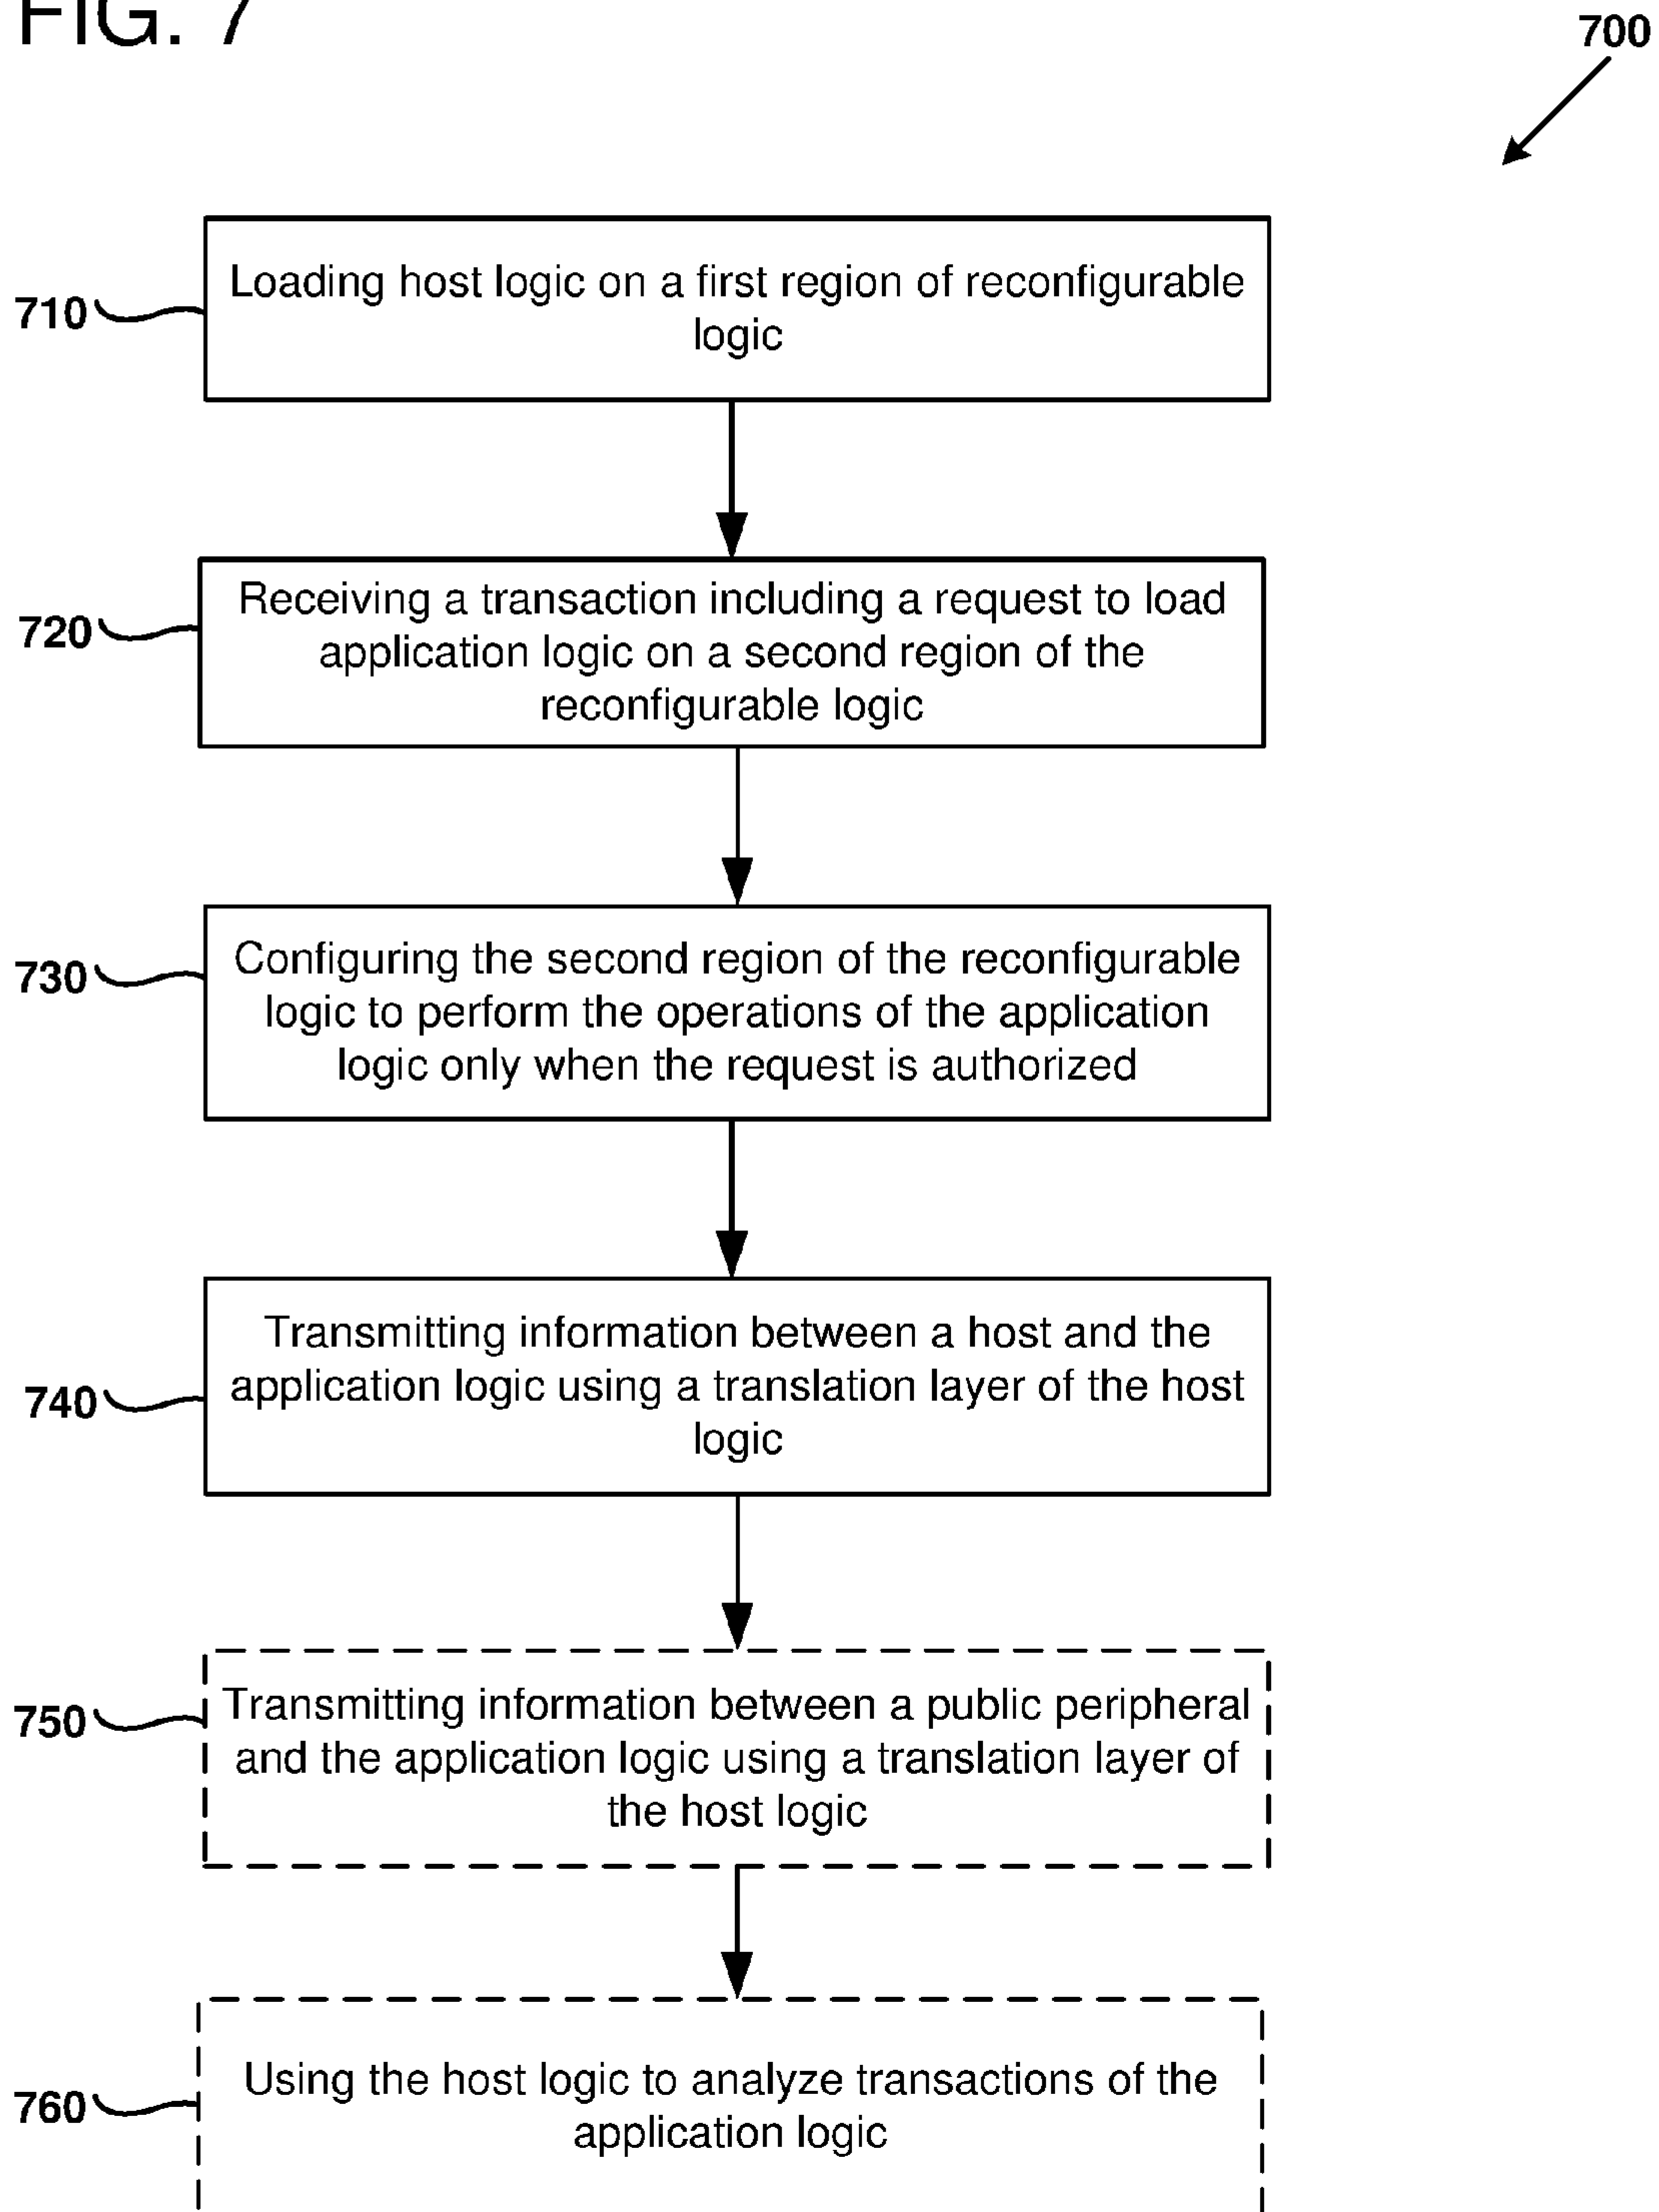 FIG. 7
700
710
Loading host logic on a first region of reconfigurable
logic
720
Receiving a transaction including a request to load
application logic on a second region of the
reconfigurable logic
730
Configuring the second region of the reconfigurable
logic to perform the operations of the application
logic only when the request is authorized
740
Transmitting information between a host and the
application logic using a translation layer of the host
logic
750
Transmitting information between a public peripheral
and the application logic using a translation layer of
the host logic
760
Using the host logic to analyze transactions of the
application logic